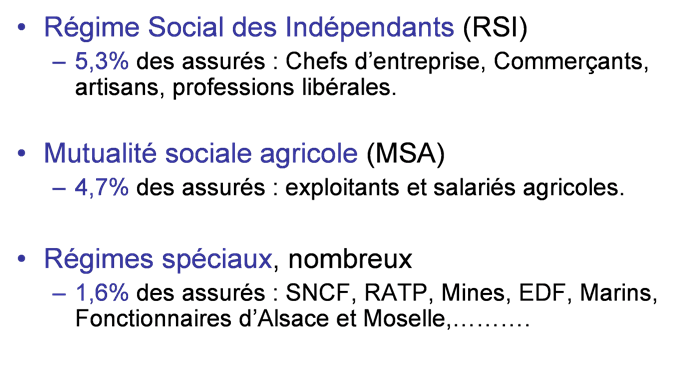 • Régime Social des Indépendants (RSI)
– 5,3% des assurés : Chefs d’entreprise, Commerçants,
artisans, professions libérales.
• Mutualité sociale agricole (MSA)
– 4,7% des assurés : exploitants et salariés agricoles.
• Régimes spéciaux, nombreux
– 1,6% des assurés : SNCF, RATP, Mines, EDF, Marins,
Fonctionnaires d’Alsace et Moselle,……….